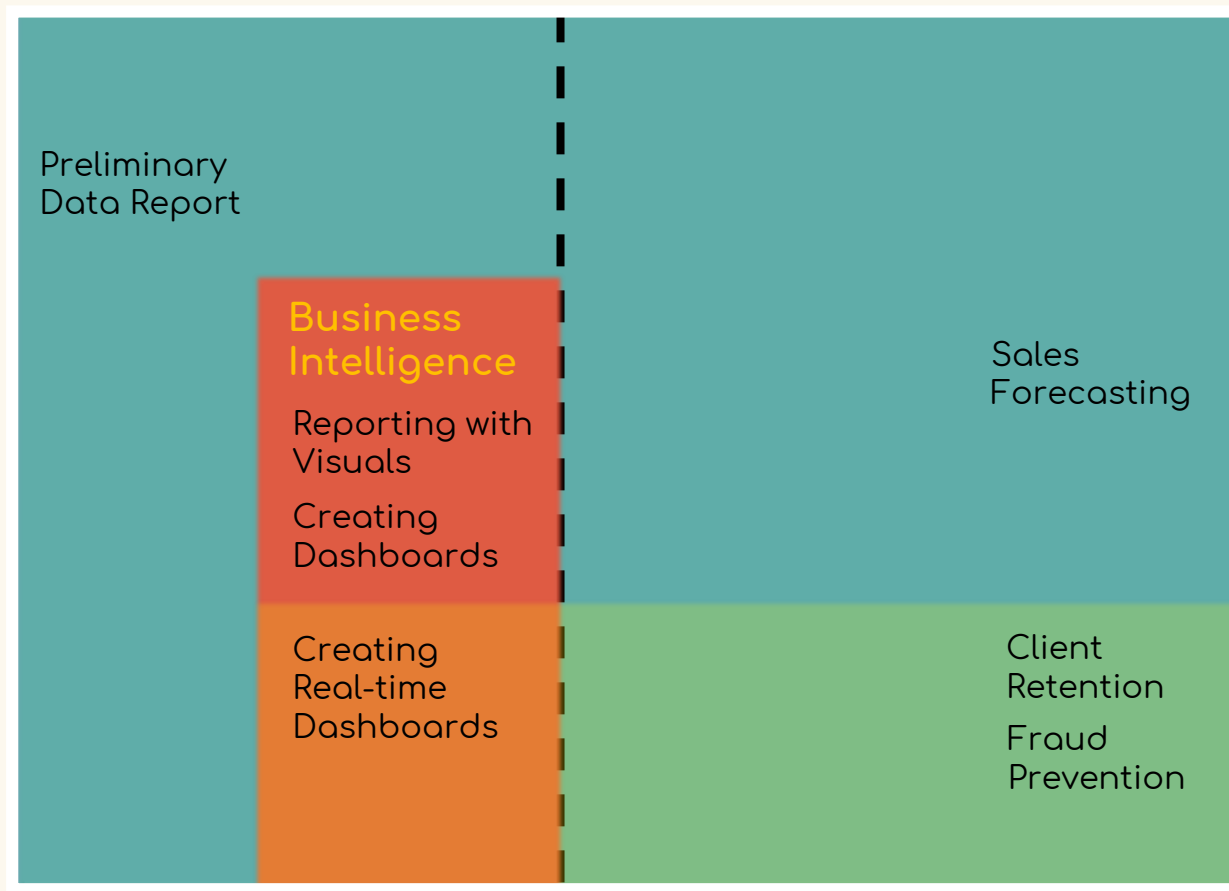 Preliminary
Data Report
Business
Intelligence
Reporting with
Visuals
Creating
Dashboards
Sales
Forecasting
Creating
Real-time
Dashboards
Client
Retention
Fraud
Prevention